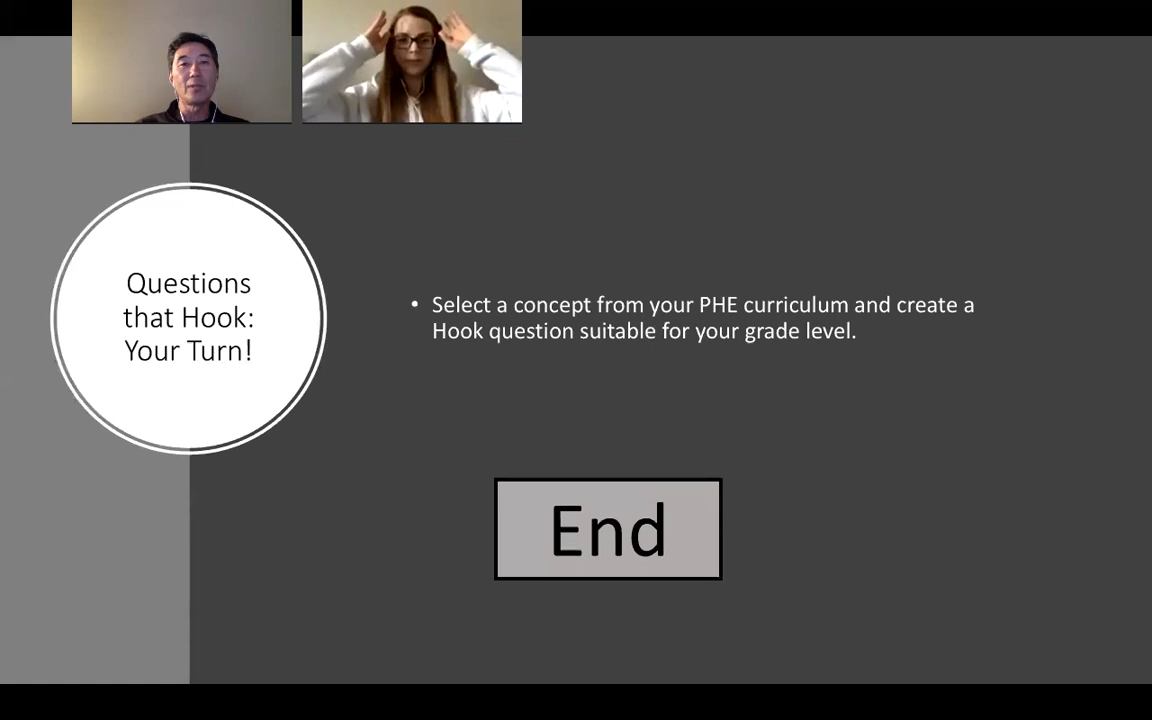 Questions
that Hook:
Your Turn!
• Select a concept from your PHE curriculum and create a
Hook question suitable for your grade level.
End